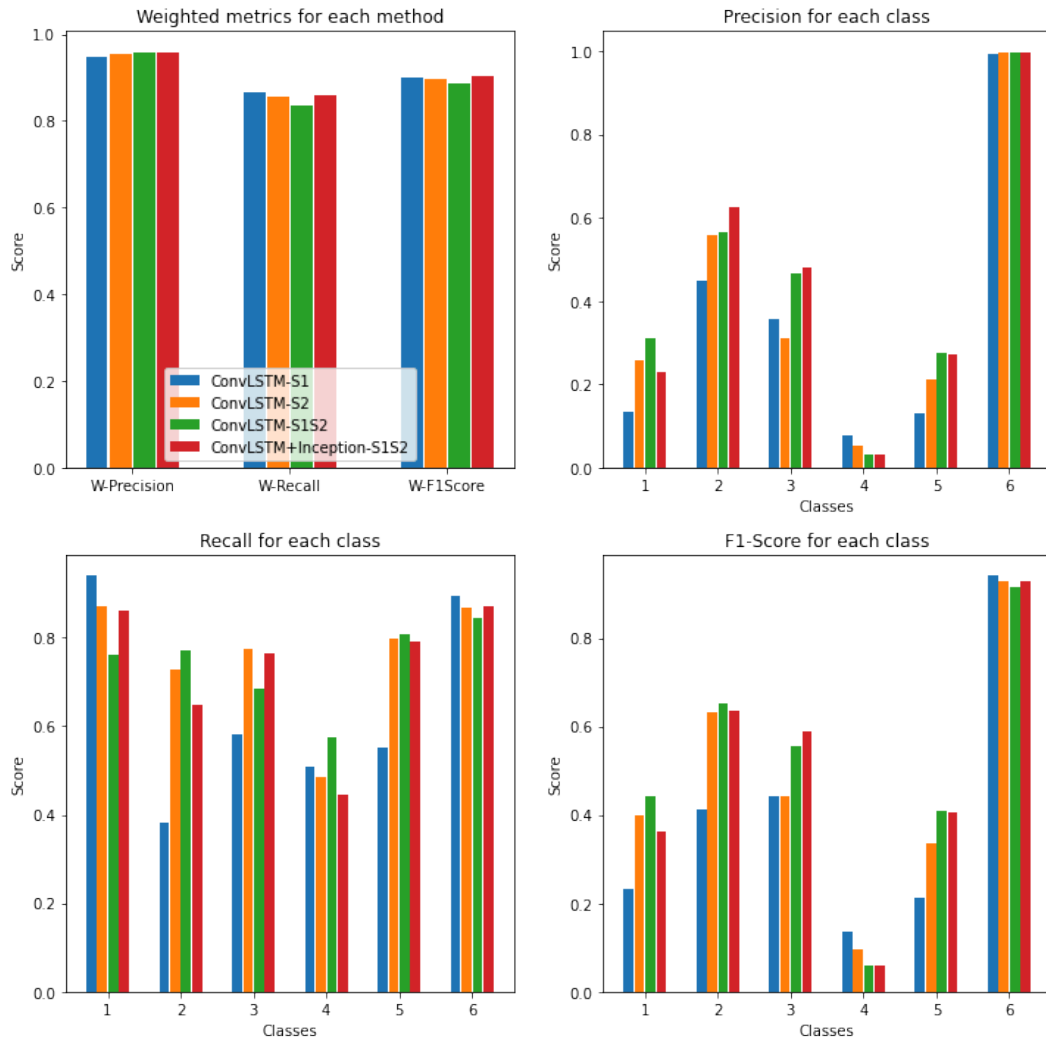 Weighted metrics for each method
1.0
0.8
0.6
0.4
0.2
0.0
Score
ConvLSTM-S1
ConvLSTM-S2
ConvLSTM-S1S2
ConvLSTM+Inception-S1S2
W-Precision W-Recall W-F1Score
Precision for each class
1.0
0.8
0.6
0.4
0.2
0.0
Score
1 2 3 4 5 6
Classes
Recall for each class
0.8
0.6
0.4
0.2
0.0
Score
1 2 3 4 5 6
Classes
F1-Score for each class
0.8
0.6
0.4
0.2
0.0
Score
1 2 3 4 5 6
Classes